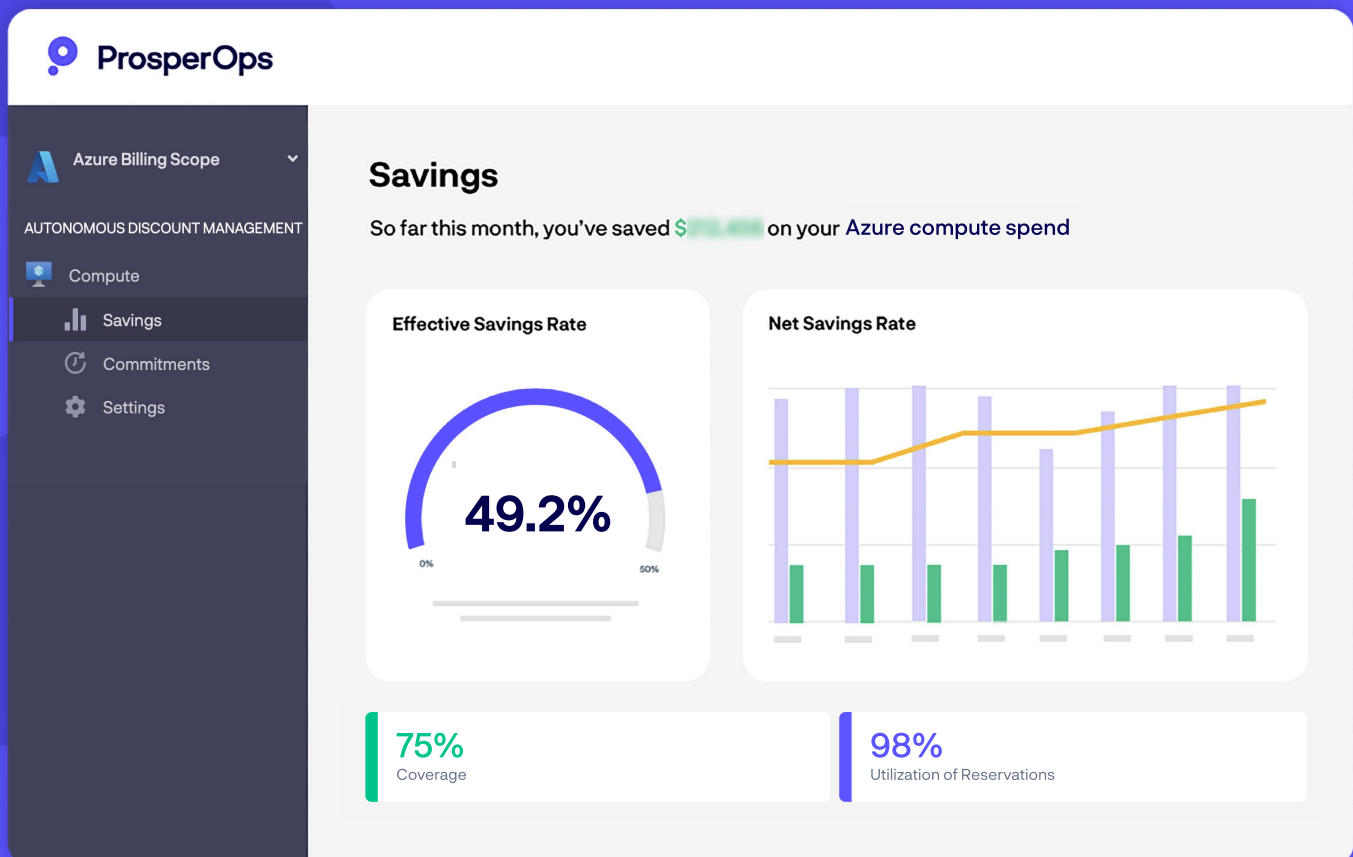 ProsperOps
Azure Billing Scope
AUTONOMOUS DISCOUNT MANAGEMENT
Compute
Savings
Commitments
Settings
Savings
So far this month, you've saved $ on your Azure compute spend
Effective Savings Rate
49.2%
0%
50%
Net Savings Rate
75%
Coverage
98%
Utilization of Reservations